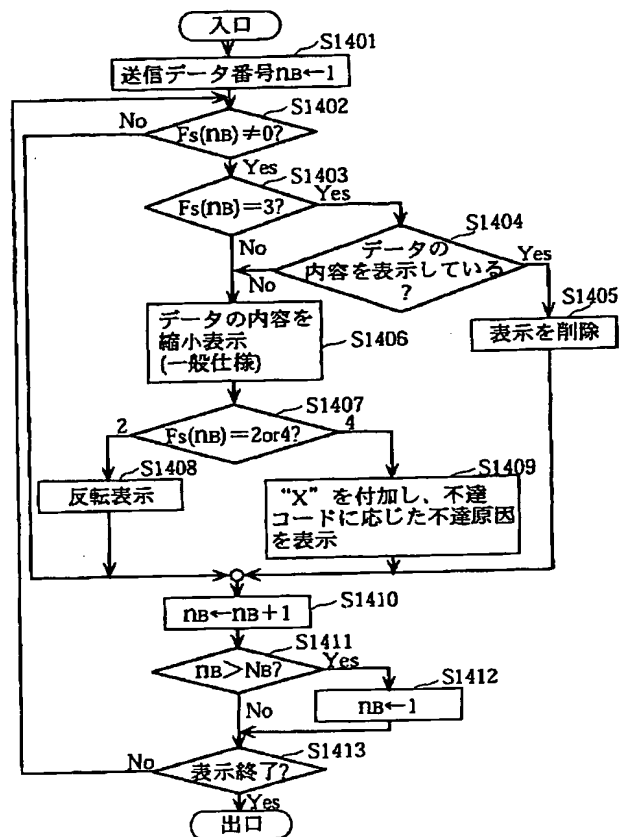 入口
S1401
送信データ番号nB←1
S1402
No
Fs(nB)≠0?
Yes
S1403
Fs(nB)=3?
Yes
S1404
No
データの
内容を表示している
?
Yes
No
S1405
表示を削除
データの内容を
縮小表示
(一般仕様)
S1406
S1407
2
Fs(nB)=2or4?
4
S1408
反転表示
S1409
“X”を付加し、不達
コードに応じた不達原因
を表示
S1410
nB←nB+1
S1411
nB>NB?
Yes
S1412
nB←1
No
S1413
No
表示終了?
Yes
出口